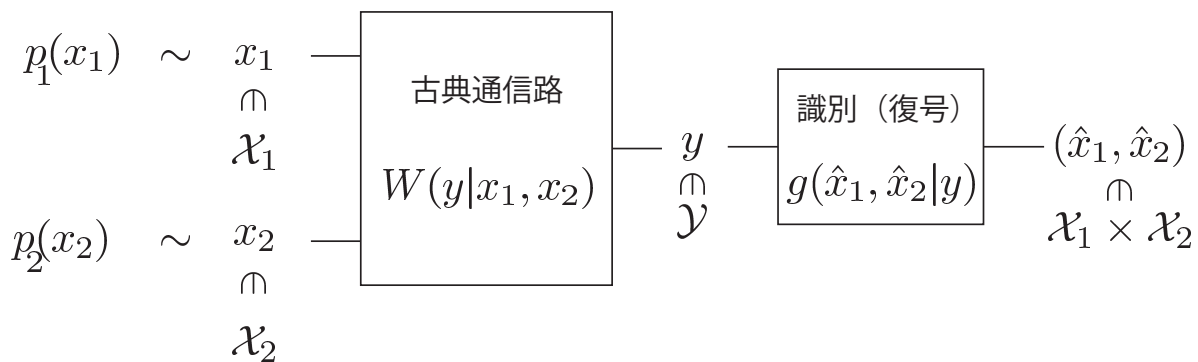 p₁(x₁) ∼ x₁
⋒
𝒳₁
p₂(x₂) ∼ x₂
⋒
𝒳₂
古典通信路
W(y|x₁, x₂)
y
⋒
𝒴
識別（復号）
g(x̂₁, x̂₂|y)
(x̂₁, x̂₂)
⋒
𝒳₁ × 𝒳₂